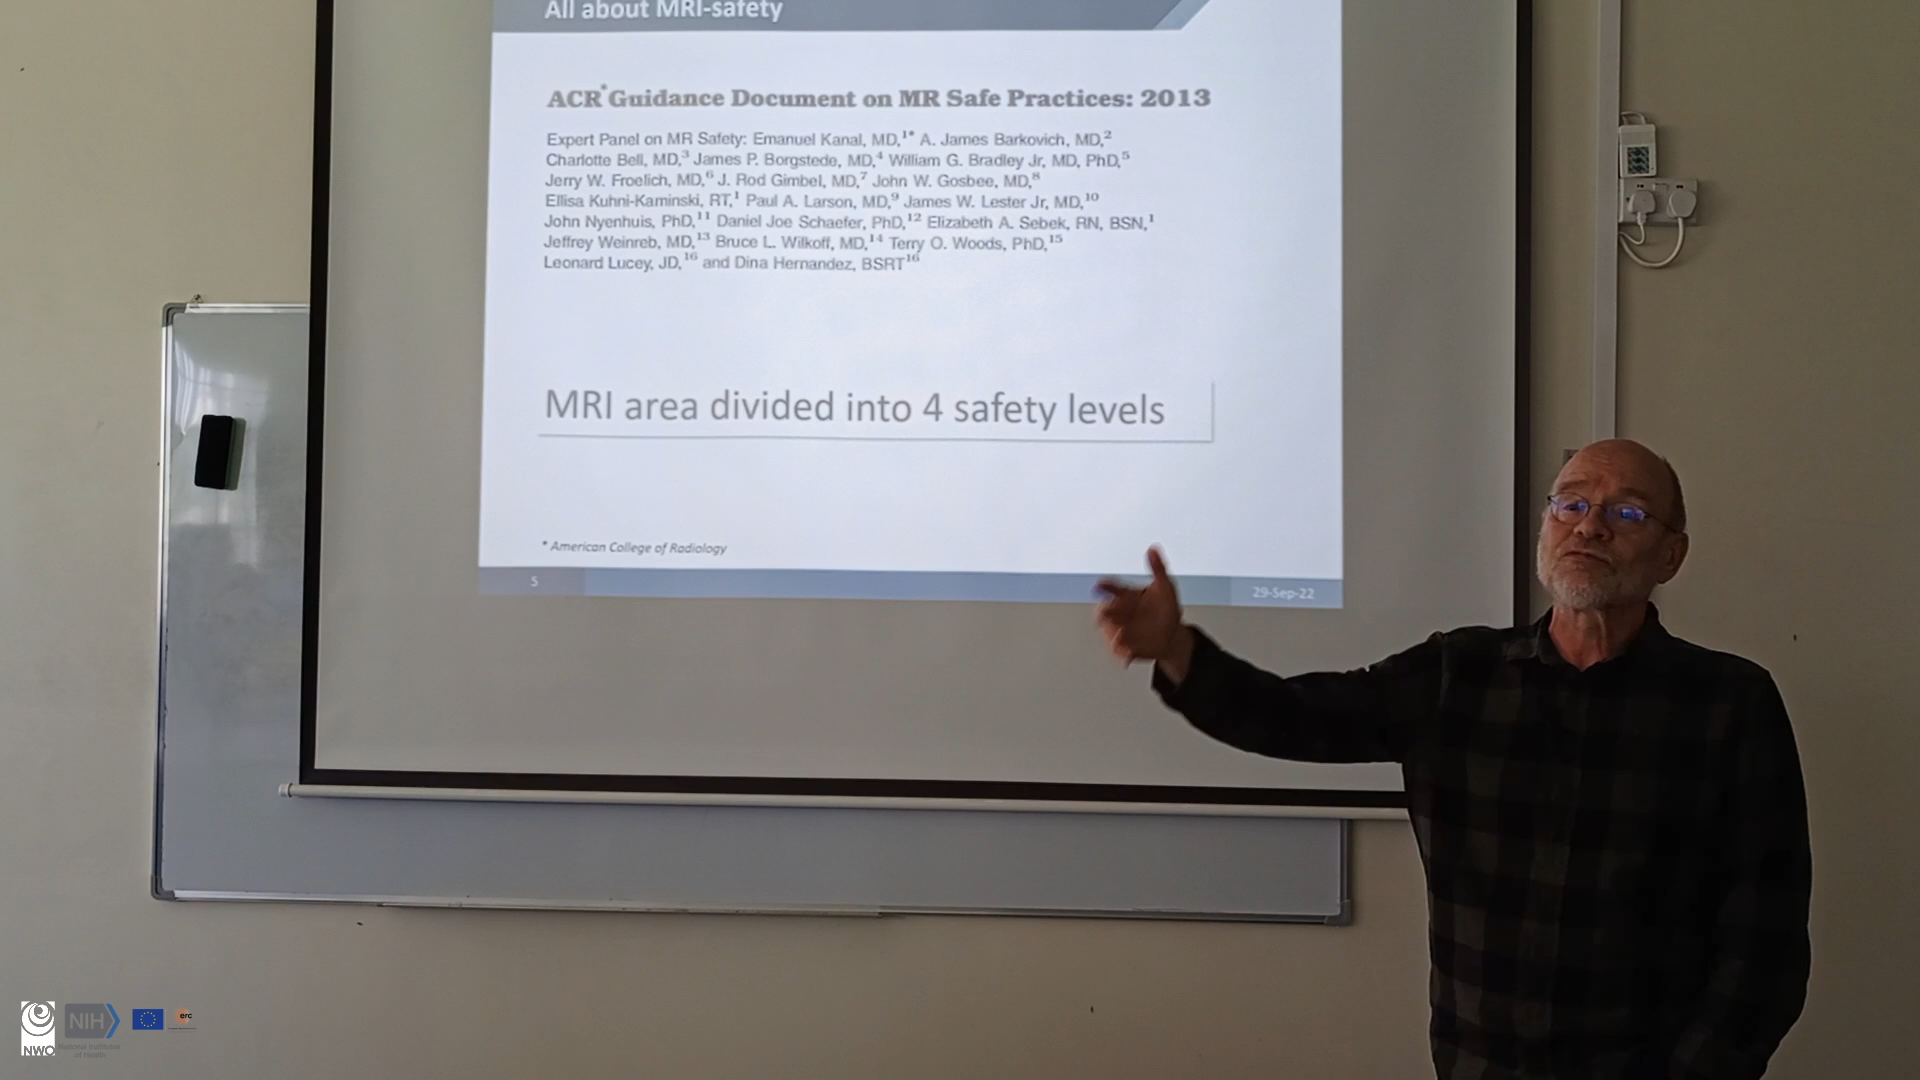 All about MRI-safety
ACR* Guidance Document on MR Safe Practices: 2013
Expert Panel on MR Safety: Emanuel Kanal, MD,1* A. James Barkovich, MD,2
Charlotte Bell, MD,3 James P. Borgstede, MD,4 William G. Bradley Jr, MD, PhD,5
Jerry W. Froelich, MD,6 J. Rod Gimbel, MD,7 John W. Gosbee, MD,8
Ellisa Kuhni-Kaminski, RT,1 Paul A. Larson, MD,9 James W. Lester Jr, MD,10
John Nyenhuis, PhD,11 Daniel Joe Schaefer, PhD,12 Elizabeth A. Sebek, RN, BSN,1
Jeffrey Weinreb, MD,13 Bruce L. Wilkoff, MD,14 Terry O. Woods, PhD,15
Leonard Lucey, JD,16 and Dina Hernandez, BSRT16
MRI area divided into 4 safety levels
* American College of Radiology
5
29-Sep-22
NWO
NIH
National Institutes
of Health
erc